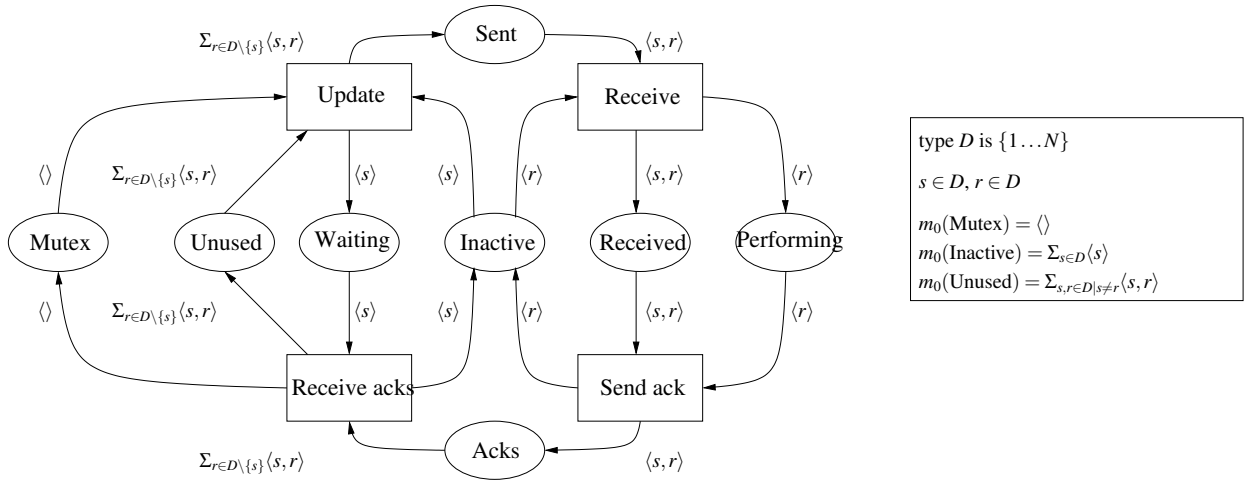 Σ_{r∈D\{s}}⟨s,r⟩
Sent
⟨s,r⟩
Update
Receive
⟨⟩
Σ_{r∈D\{s}}⟨s,r⟩
⟨s⟩
⟨s⟩
⟨r⟩
⟨s,r⟩
⟨r⟩
Mutex
Unused
Waiting
Inactive
Received
Performing
⟨⟩
Σ_{r∈D\{s}}⟨s,r⟩
⟨s⟩
⟨s⟩
⟨r⟩
⟨s,r⟩
⟨r⟩
Receive acks
Send ack
Σ_{r∈D\{s}}⟨s,r⟩
Acks
⟨s,r⟩
type D is {1...N}
s ∈ D, r ∈ D
m₀(Mutex) = ⟨⟩
m₀(Inactive) = Σ_{s∈D}⟨s⟩
m₀(Unused) = Σ_{s,r∈D|s≠r}⟨s,r⟩